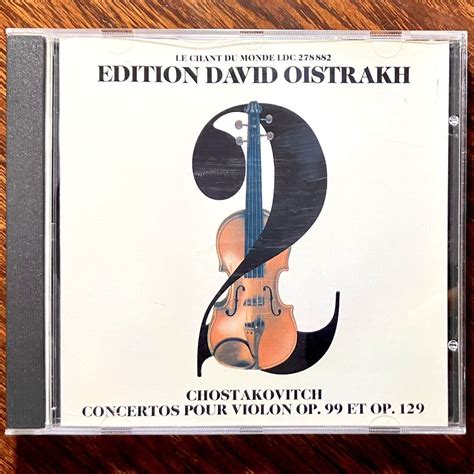 LE CHANT DU MONDE LDC 278882
EDITION DAVID OISTRAKH
2
CHOSTAKOVITCH
CONCERTOS POUR VIOLON OP. 99 ET OP. 129